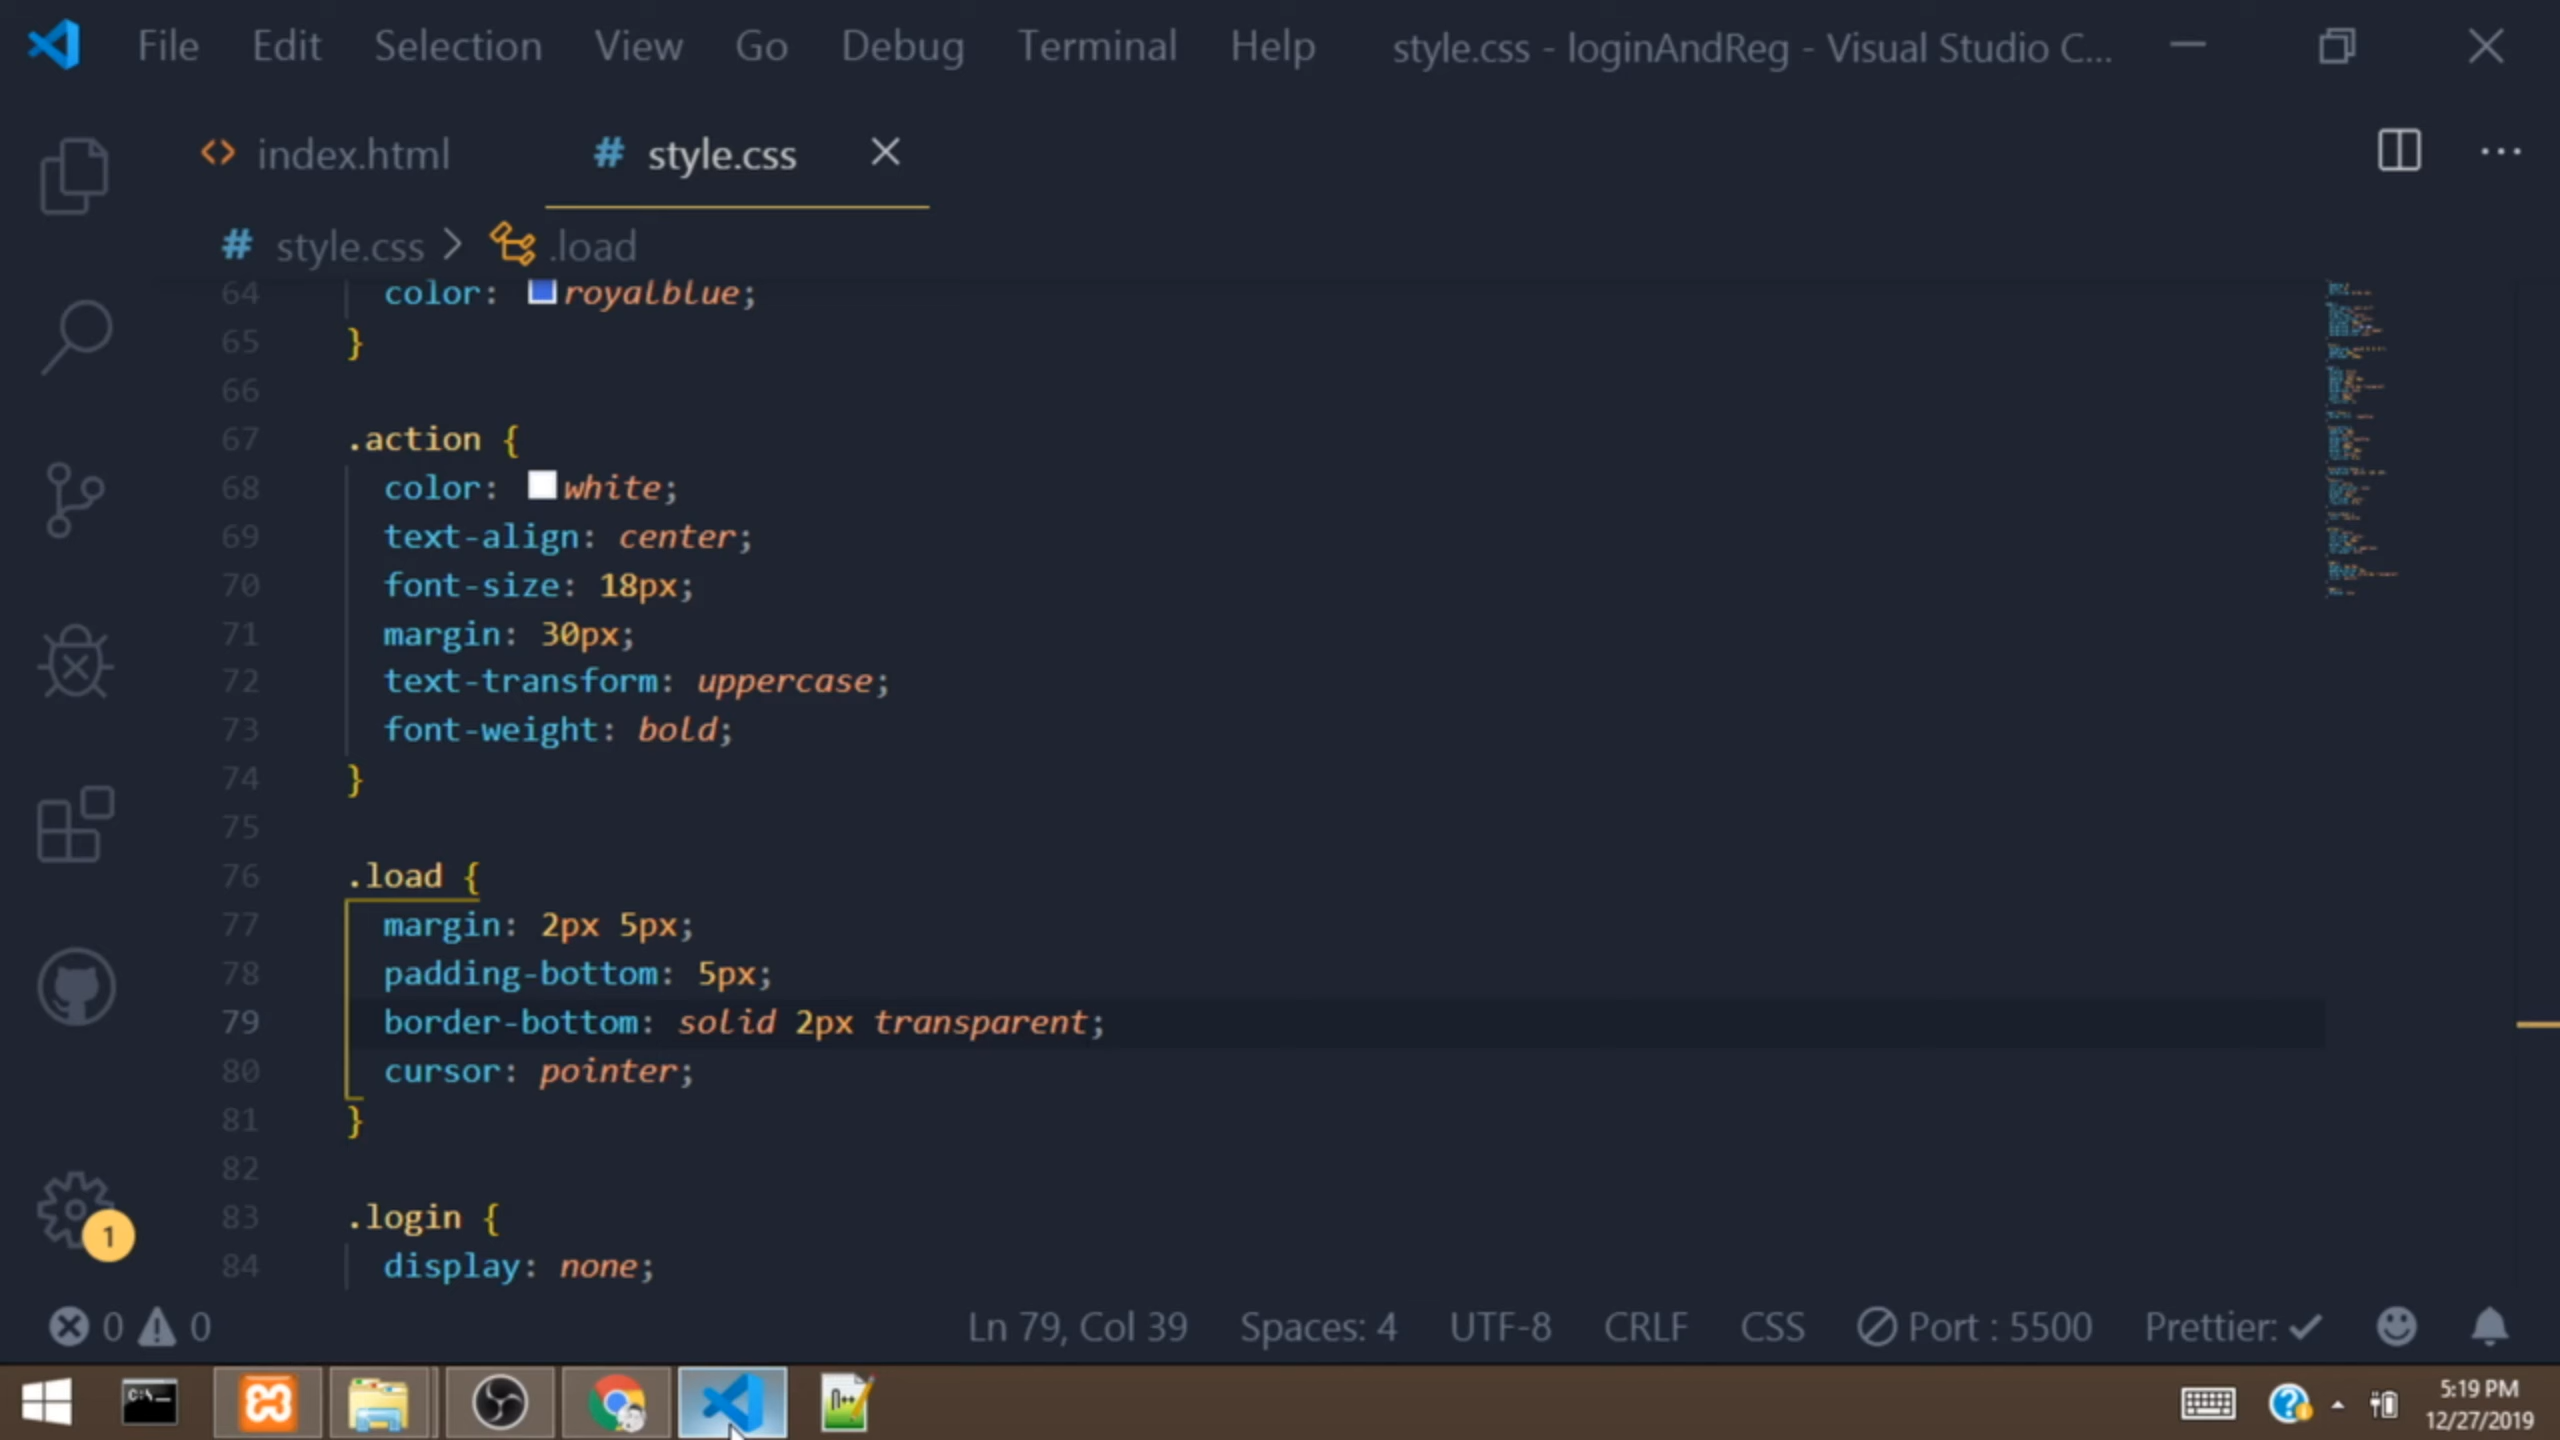 File Edit Selection View Go Debug Terminal Help style.css - loginAndReg - Visual Studio C...
index.html # style.css
# style.css > .load
64 color: royalblue;
65 }
66
67 .action {
68 color: white;
69 text-align: center;
70 font-size: 18px;
71 margin: 30px;
72 text-transform: uppercase;
73 font-weight: bold;
74 }
75
76 .load {
77 margin: 2px 5px;
78 padding-bottom: 5px;
79 border-bottom: solid 2px transparent;
80 cursor: pointer;
81 }
82
83 .login {
84 display: none;
1
0 0 Ln 79, Col 39 Spaces: 4 UTF-8 CRLF CSS Port : 5500 Prettier: ✓
5:19 PM
12/27/2019